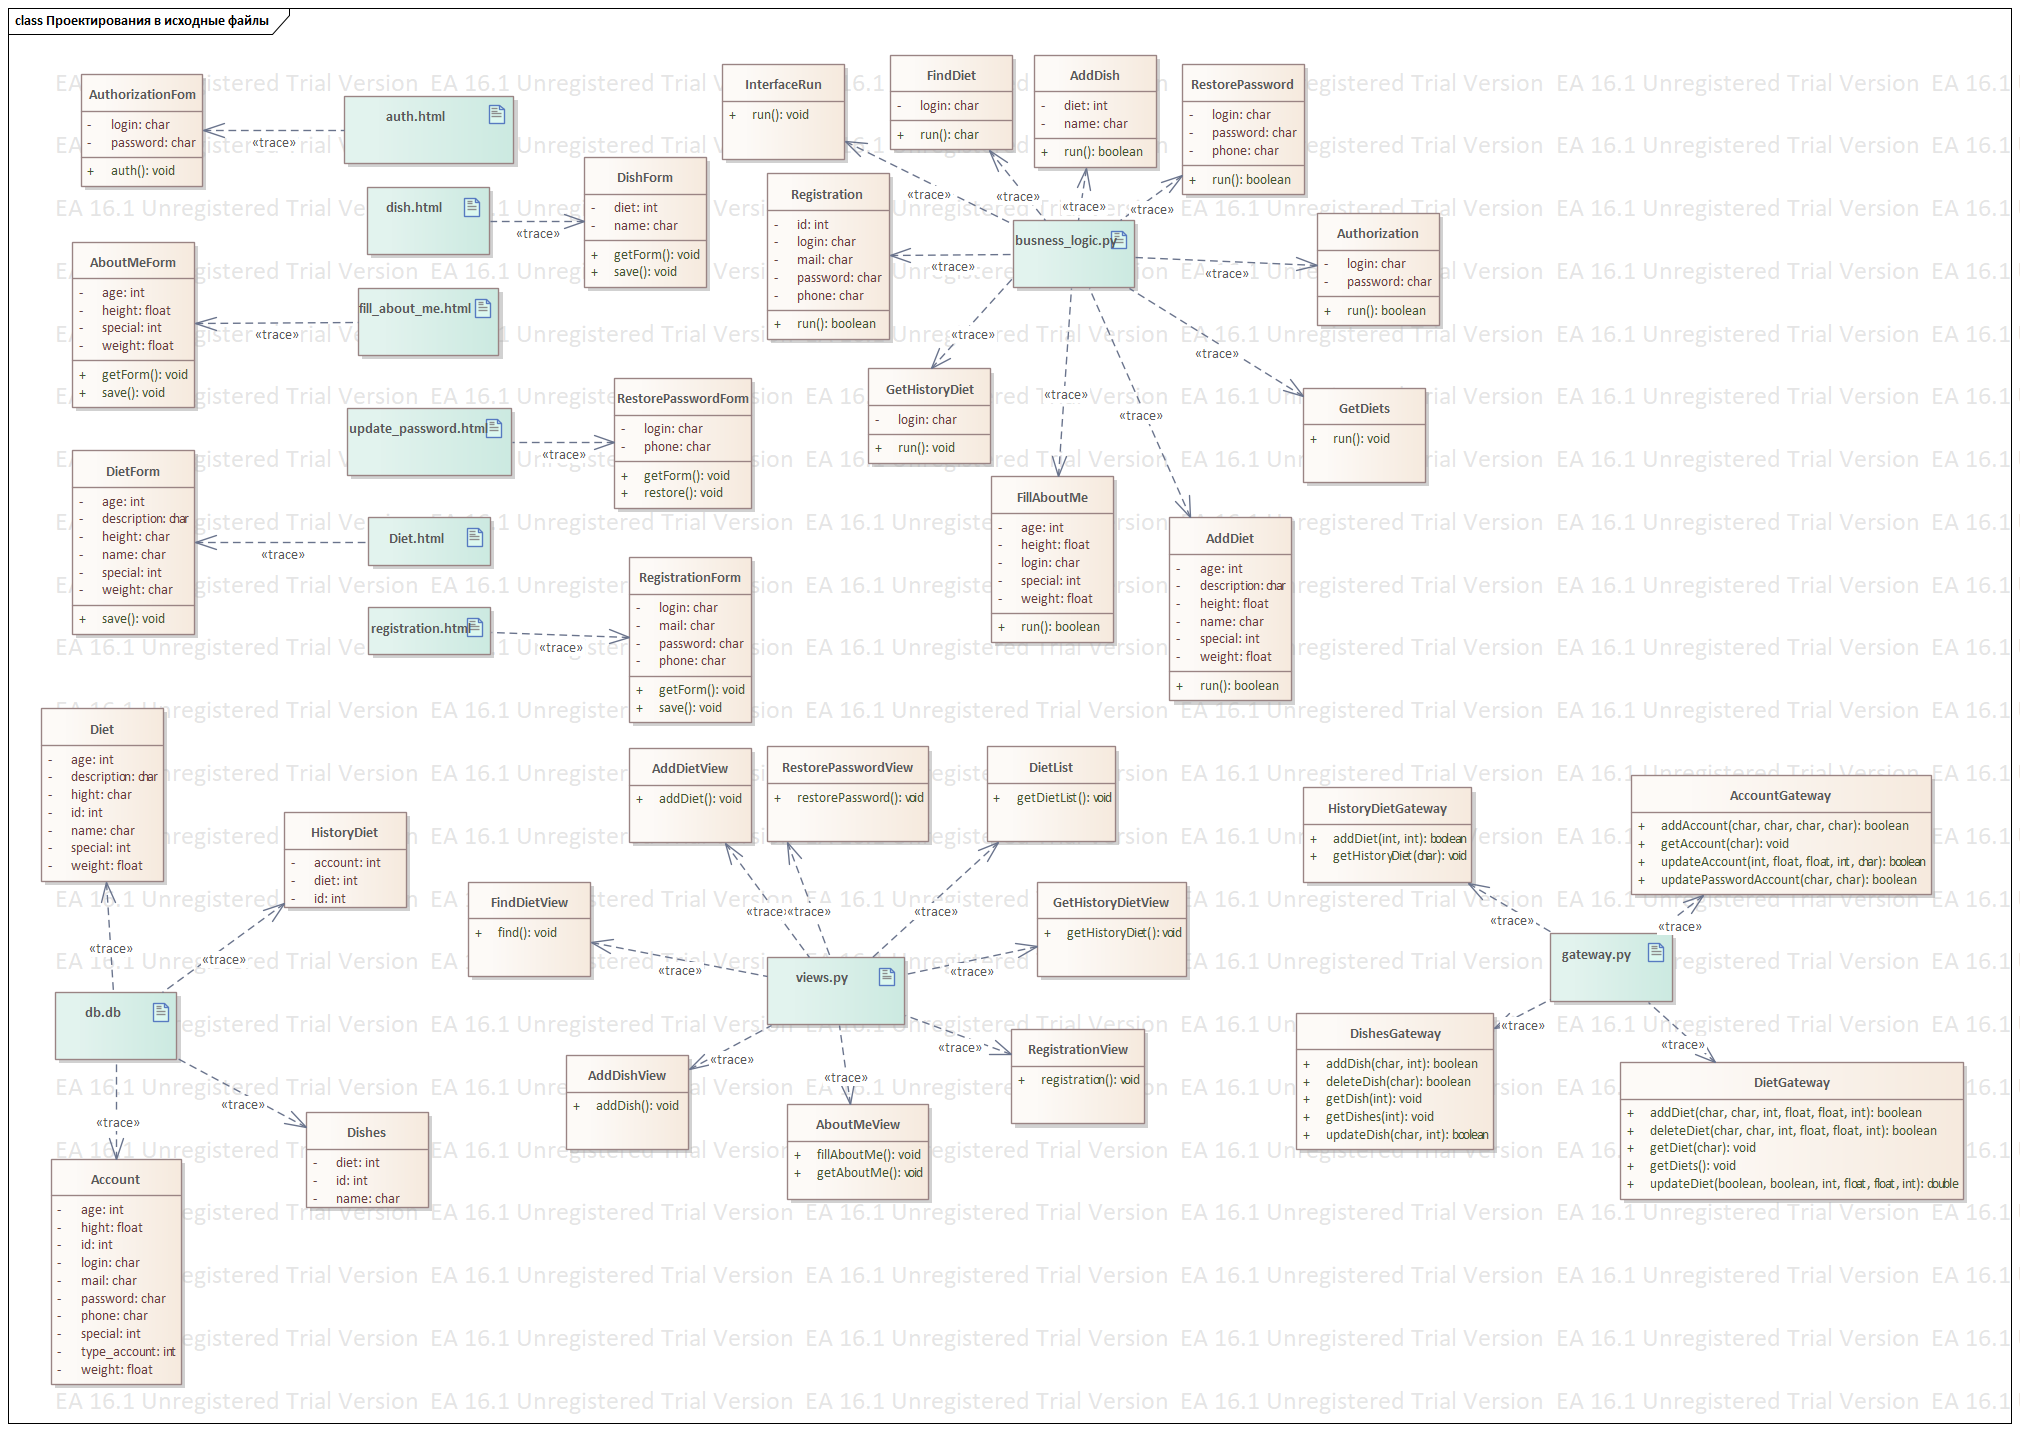 class Проектирования в исходные файлы
AuthorizationFom
- login: char
- password: char
+ auth(): void
«trace»
auth.html
dish.html
«trace»
DishForm
- diet: int
- name: char
+ getForm(): void
+ save(): void
AboutMeForm
- age: int
- height: float
- special: int
- weight: float
+ getForm(): void
+ save(): void
«trace»
fill_about_me.html
update_password.html
«trace»
RestorePasswordForm
- login: char
- phone: char
+ getForm(): void
+ restore(): void
DietForm
- age: int
- description: char
- height: char
- name: char
- special: int
- weight: char
+ save(): void
«trace»
Diet.html
registration.html
«trace»
RegistrationForm
- login: char
- mail: char
- password: char
- phone: char
+ getForm(): void
+ save(): void
InterfaceRun
+ run(): void
FindDiet
- login: char
+ run(): char
AddDish
- diet: int
- name: char
+ run(): boolean
RestorePassword
- login: char
- password: char
- phone: char
+ run(): boolean
«trace»
«trace»
«trace»
«trace»
Registration
- id: int
- login: char
- mail: char
- password: char
- phone: char
+ run(): boolean
«trace»
busness_logic.py
«trace»
Authorization
- login: char
- password: char
+ run(): boolean
«trace»
«trace»
«trace»
«trace»
GetHistoryDiet
- login: char
+ run(): void
GetDiets
+ run(): void
FillAboutMe
- age: int
- height: float
- login: char
- special: int
- weight: float
+ run(): boolean
AddDiet
- age: int
- description: char
- height: float
- name: char
- special: int
- weight: float
+ run(): boolean
Diet
- age: int
- description: char
- hight: char
- id: int
- name: char
- special: int
- weight: float
HistoryDiet
- account: int
- diet: int
- id: int
«trace»
«trace»
db.db
«trace»
«trace»
Dishes
- diet: int
- id: int
- name: char
Account
- age: int
- hight: float
- id: int
- login: char
- mail: char
- password: char
- phone: char
- special: int
- type_account: int
- weight: float
AddDietView
+ addDiet(): void
RestorePasswordView
+ restorePassword(): void
DietList
+ getDietList(): void
FindDietView
+ find(): void
GetHistoryDietView
+ getHistoryDiet(): void
«trace»
«trace»
«trace»
«trace»
«trace»
views.py
«trace»
«trace»
«trace»
AddDishView
+ addDish(): void
AboutMeView
+ fillAboutMe(): void
+ getAboutMe(): void
RegistrationView
+ registration(): void
HistoryDietGateway
+ addDiet(int, int): boolean
+ getHistoryDiet(char): void
AccountGateway
+ addAccount(char, char, char, char): boolean
+ getAccount(char): void
+ updateAccount(int, float, float, int, char): boolean
+ updatePasswordAccount(char, char): boolean
«trace»
«trace»
gateway.py
«trace»
«trace»
DishesGateway
+ addDish(char, int): boolean
+ deleteDish(char): boolean
+ getDish(int): void
+ getDishes(int): void
+ updateDish(char, int): boolean
DietGateway
+ addDiet(char, char, int, float, float, int): boolean
+ deleteDiet(char, char, int, float, float, int): boolean
+ getDiet(char): void
+ getDiets(): void
+ updateDiet(boolean, boolean, int, float, float, int): double
EA 16.1 Unregistered Trial Version